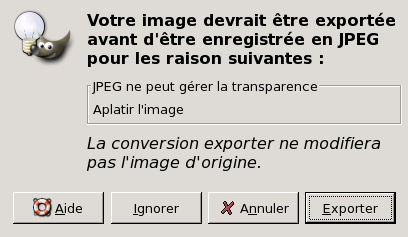 Votre image devrait être exportée
avant d'être enregistrée en JPEG
pour les raison suivantes :
JPEG ne peut gérer la transparence
Aplatir l'image
La conversion exporter ne modifiera
pas l'image d'origine.
Aide Ignorer Annuler Exporter